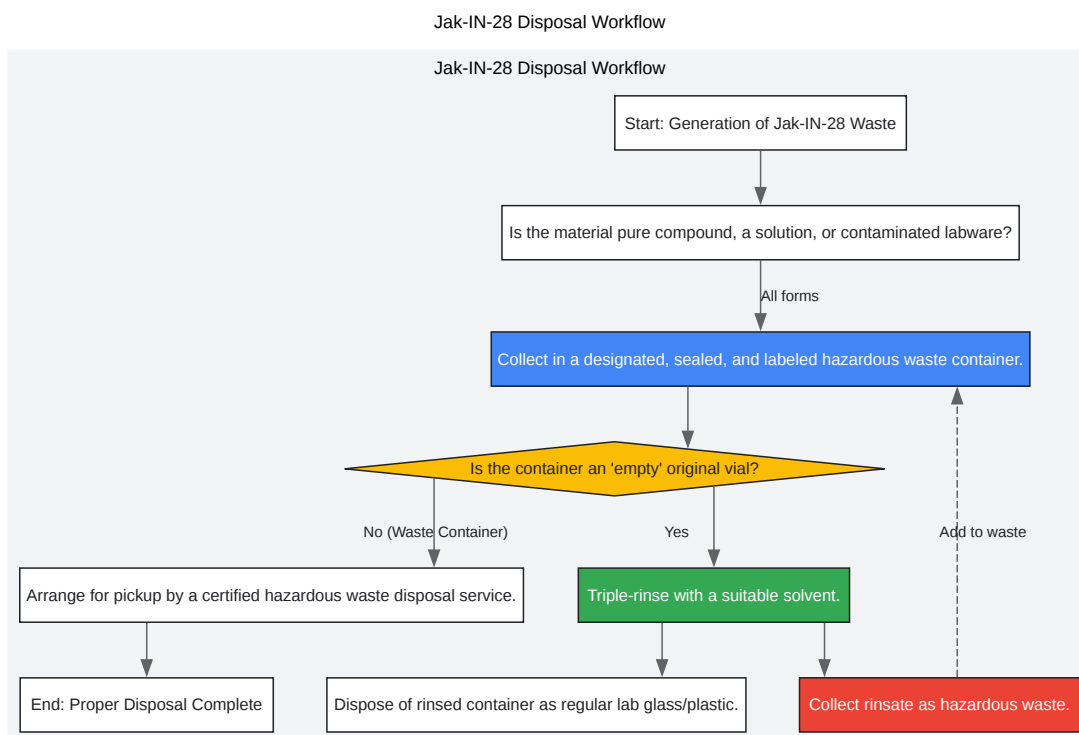 Jak-IN-28 Disposal Workflow
Jak-IN-28 Disposal Workflow
Start: Generation of Jak-IN-28 Waste
Is the material pure compound, a solution, or contaminated labware?
All forms
Collect in a designated, sealed, and labeled hazardous waste container.
Is the container an 'empty' original vial?
No (Waste Container)
Yes
Add to waste
Arrange for pickup by a certified hazardous waste disposal service.
Triple-rinse with a suitable solvent.
End: Proper Disposal Complete
Dispose of rinsed container as regular lab glass/plastic.
Collect rinsate as hazardous waste.